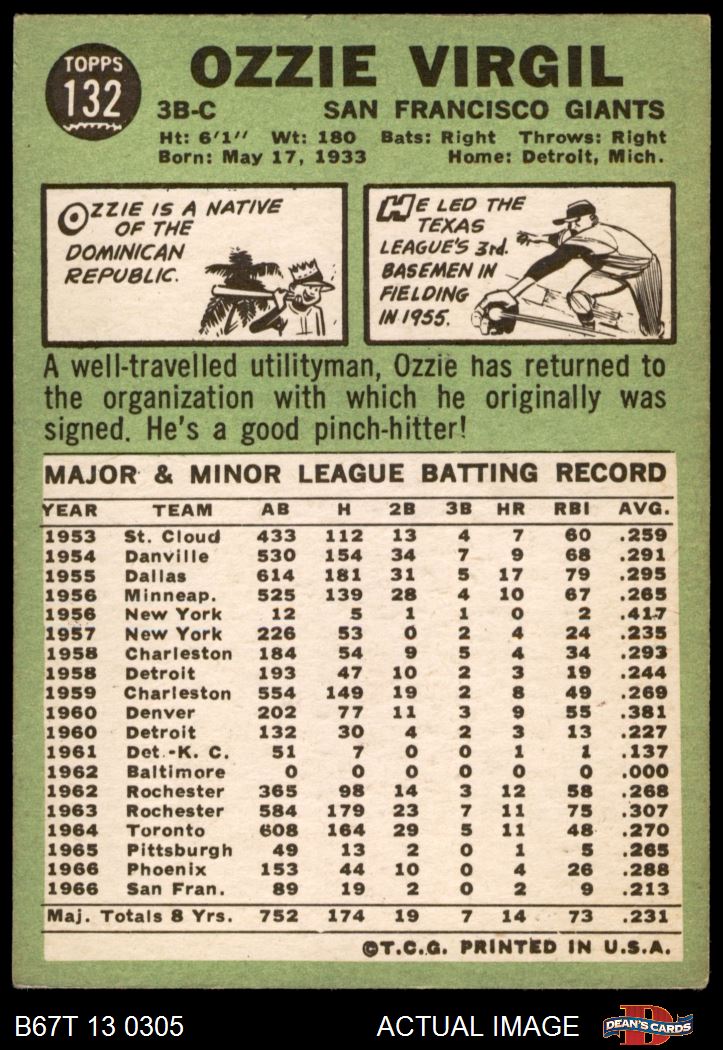 TOPPS
132
OZZIE VIRGIL
3B-C SAN FRANCISCO GIANTS
Ht: 6'1" Wt: 180 Bats: Right Throws: Right
Born: May 17, 1933 Home: Detroit, Mich.
OZZIE IS A NATIVE
OF THE
DOMINICAN
REPUBLIC.
HE LED THE
TEXAS
LEAGUE'S 3rd.
BASEMEN IN
FIELDING
IN 1955.
A well-travelled utilityman, Ozzie has returned to
the organization with which he originally was
signed. He's a good pinch-hitter!
MAJOR & MINOR LEAGUE BATTING RECORD
YEAR TEAM AB H 2B 3B HR RBI AVG.
1953 St. Cloud 433 112 13 4 7 60 .259
1954 Danville 530 154 34 7 9 68 .291
1955 Dallas 614 181 31 5 17 79 .295
1956 Minneap. 525 139 28 4 10 67 .265
1956 New York 12 5 1 1 0 2 .417
1957 New York 226 53 0 2 4 24 .235
1958 Charleston 184 54 9 5 4 34 .293
1958 Detroit 193 47 10 2 3 19 .244
1959 Charleston 554 149 19 2 8 49 .269
1960 Denver 202 77 11 3 9 55 .381
1960 Detroit 132 30 4 2 3 13 .227
1961 Det.-K. C. 51 7 0 0 1 1 .137
1962 Baltimore 0 0 0 0 0 0 .000
1962 Rochester 365 98 14 3 12 58 .268
1963 Rochester 584 179 23 7 11 75 .307
1964 Toronto 608 164 29 5 11 48 .270
1965 Pittsburgh 49 13 2 0 1 5 .265
1966 Phoenix 153 44 10 0 4 26 .288
1966 San Fran. 89 19 2 0 2 9 .213
Maj. Totals 8 Yrs. 752 174 19 7 14 73 .231
©T.C.G. PRINTED IN U.S.A.
B67T 13 0305 ACTUAL IMAGE
D
DEAN'S CARDS